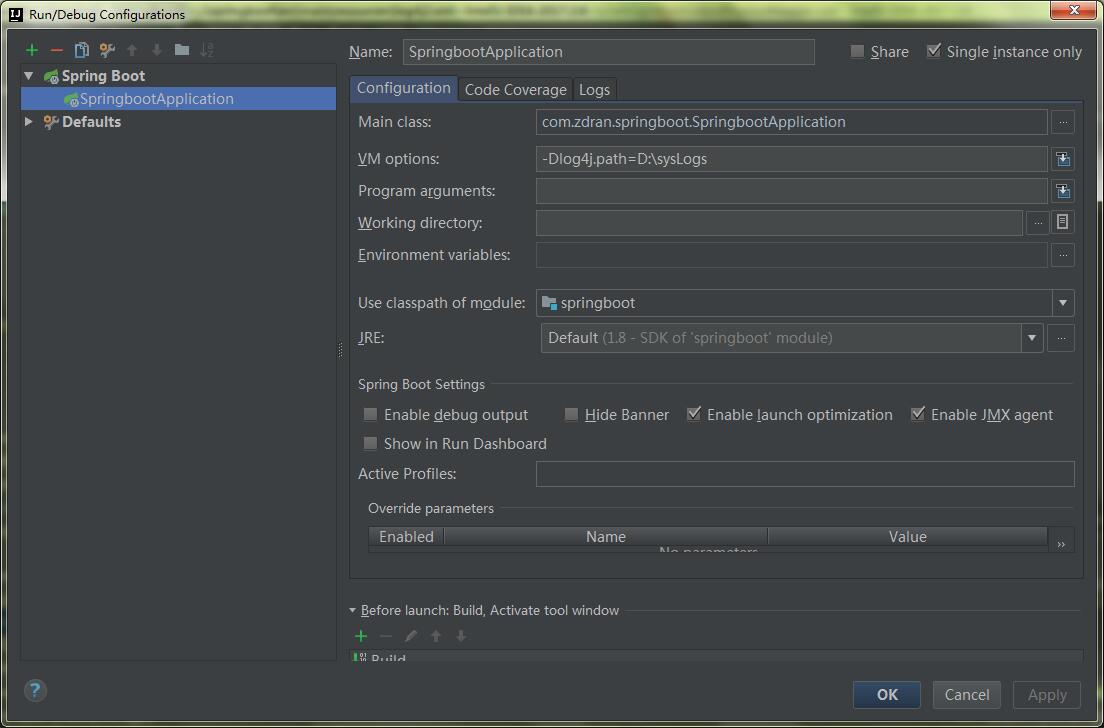 Run/Debug Configurations
Name: SpringbootApplication Share Single instance only
Spring Boot
SpringbootApplication
Defaults
Configuration Code Coverage Logs
Main class: com.zdran.springboot.SpringbootApplication ...
VM options: -Dlog4j.path=D:\sysLogs
Program arguments:
Working directory: ...
Environment variables: ...
Use classpath of module: springboot
JRE: Default (1.8 - SDK of 'springboot' module) ...
Spring Boot Settings
Enable debug output Hide Banner Enable launch optimization Enable JMX agent
Show in Run Dashboard
Active Profiles:
Override parameters
Enabled Name Value
No parameters
Before launch: Build, Activate tool window
Build
? OK Cancel Apply